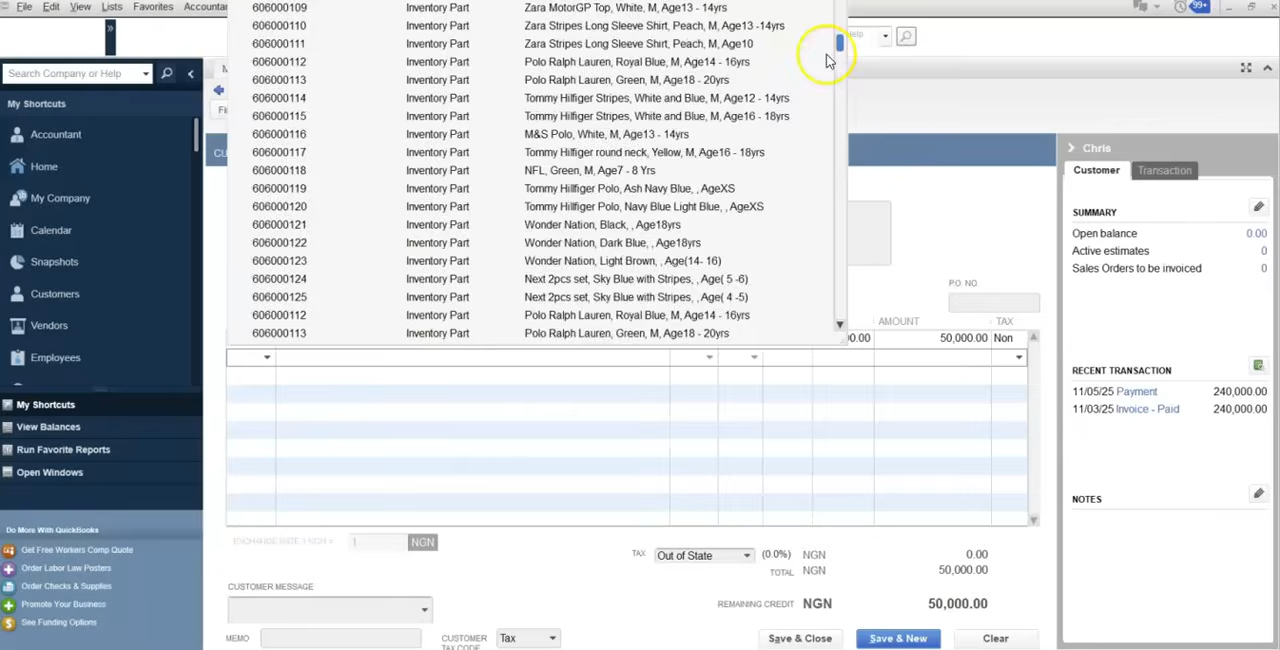 File Edit View Lists Favorites Accountan
99+
606000109 Inventory Part Zara MotorGP Top, White, M, Age13 - 14yrs
606000110 Inventory Part Zara Stripes Long Sleeve Shirt, Peach, M, Age13 -14yrs
606000111 Inventory Part Zara Stripes Long Sleeve Shirt, Peach, M, Age10
606000112 Inventory Part Polo Ralph Lauren, Royal Blue, M, Age14 - 16yrs
606000113 Inventory Part Polo Ralph Lauren, Green, M, Age18 - 20yrs
606000114 Inventory Part Tommy Hilfiger Stripes, White and Blue, M, Age12 - 14yrs
606000115 Inventory Part Tommy Hilfiger Stripes, White and Blue, M, Age16 - 18yrs
606000116 Inventory Part M&S Polo, White, M, Age13 - 14yrs
606000117 Inventory Part Tommy Hilfiger round neck, Yellow, M, Age16 - 18yrs
606000118 Inventory Part NFL, Green, M, Age7 - 8 Yrs
606000119 Inventory Part Tommy Hillfiger Polo, Ash Navy Blue, , AgeXS
606000120 Inventory Part Tommy Hilfiger Polo, Navy Blue Light Blue, , AgeXS
606000121 Inventory Part Wonder Nation, Black, , Age18yrs
606000122 Inventory Part Wonder Nation, Dark Blue, , Age18yrs
606000123 Inventory Part Wonder Nation, Light Brown, , Age(14- 16)
606000124 Inventory Part Next 2pcs set, Sky Blue with Stripes, , Age( 5 -6)
606000125 Inventory Part Next 2pcs set, Sky Blue with Stripes, , Age( 4 -5)
606000112 Inventory Part Polo Ralph Lauren, Royal Blue, M, Age14 - 16yrs
606000113 Inventory Part Polo Ralph Lauren, Green, M, Age18 - 20yrs
Search Company or Help
My Shortcuts
Accountant
Home
My Company
Calendar
Snapshots
Customers
Vendors
Employees
My Shortcuts
View Balances
Run Favorite Reports
Open Windows
Do More With QuickBooks
Get Free Workers Comp Quote
Order Labor Law Posters
Order Checks & Supplies
Promote Your Business
See Funding Options
Help
M
Fi
CU
P.O. NO.
AMOUNT TAX
00.00 50,000.00 Non
EXCHANGE RATE 1 NGN = 1 NGN
TAX Out of State (0.0%) NGN 0.00
TOTAL NGN 50,000.00
CUSTOMER MESSAGE
REMAINING CREDIT NGN 50,000.00
MEMO
CUSTOMER TAX CODE Tax
Save & Close Save & New Clear
Chris
Customer Transaction
SUMMARY
Open balance 0.00
Active estimates 0
Sales Orders to be invoiced 0
RECENT TRANSACTION
11/05/25 Payment 240,000.00
11/03/25 Invoice - Paid 240,000.00
NOTES